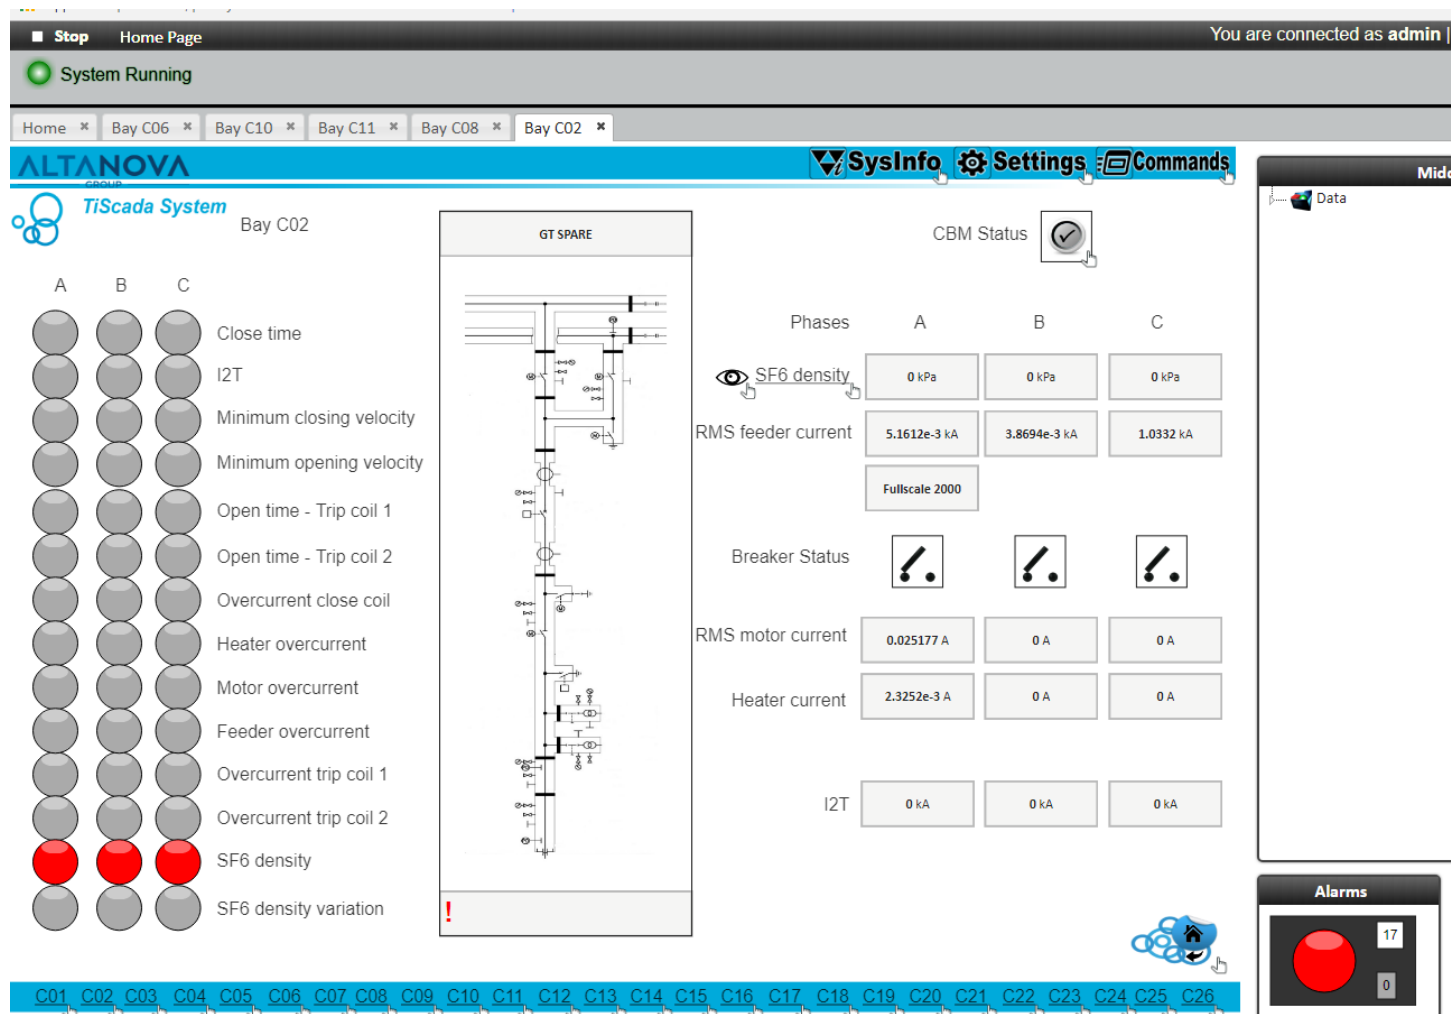 Stop Home Page You are connected as admin |
System Running
Home Bay C06 Bay C10 Bay C11 Bay C08 Bay C02
ALTANOVA
GROUP
SysInfo Settings Commands
TiScada System
Bay C02
GT SPARE
CBM Status
A B C
Close time
I2T
Minimum closing velocity
Minimum opening velocity
Open time - Trip coil 1
Open time - Trip coil 2
Overcurrent close coil
Heater overcurrent
Motor overcurrent
Feeder overcurrent
Overcurrent trip coil 1
Overcurrent trip coil 2
SF6 density
SF6 density variation
!
Phases A B C
SF6 density 0 kPa 0 kPa 0 kPa
RMS feeder current 5.1612e-3 kA 3.8694e-3 kA 1.0332 kA
Fullscale 2000
Breaker Status
RMS motor current 0.025177 A 0 A 0 A
Heater current 2.3252e-3 A 0 A 0 A
I2T 0 kA 0 kA 0 kA
Data
Alarms
17
0
C01 C02 C03 C04 C05 C06 C07 C08 C09 C10 C11 C12 C13 C14 C15 C16 C17 C18 C19 C20 C21 C22 C23 C24 C25 C26